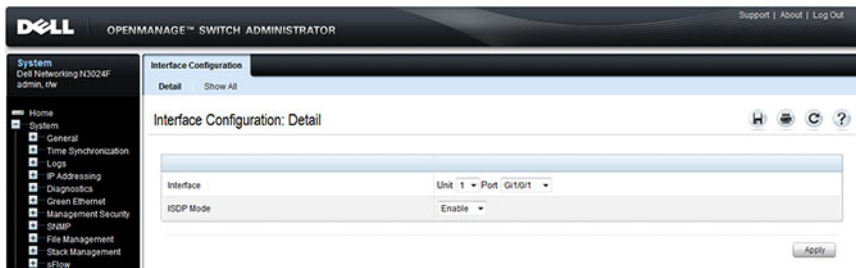 Support | About | Log Out
DELL
OPENMANAGE™ SWITCH ADMINISTRATOR
System
Dell Networking N3024F
admin, r/w
Home
System
General
Time Synchronization
Logs
IP Addressing
Diagnostics
Green Ethernet
Management Security
SNMP
File Management
Stack Management
sFlow
Interface Configuration
Detail Show All
Interface Configuration: Detail
Interface Unit 1 Port Gi1/0/1
ISDP Mode Enable
Apply